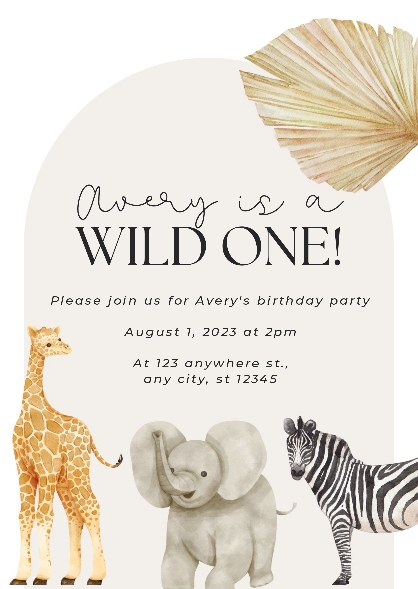 Avery is a
WILD ONE!
Please join us for Avery's birthday party
August 1, 2023 at 2pm
At 123 anywhere st.,
any city, st 12345